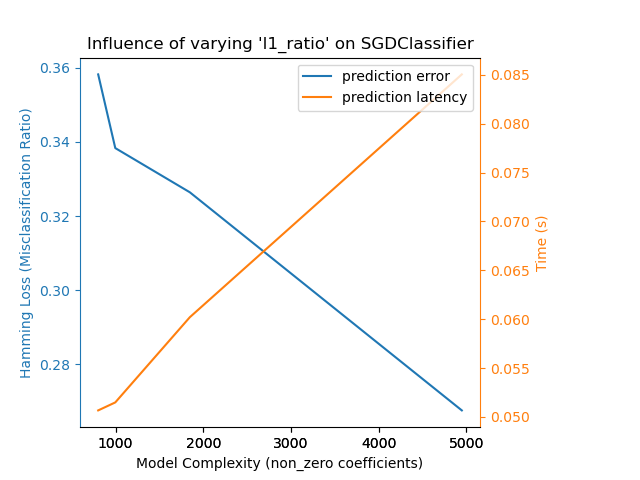 Influence of varying 'l1_ratio' on SGDClassifier
prediction error
prediction latency
Hamming Loss (Misclassification Ratio)
0.36
0.34
0.32
0.30
0.28
0.085
0.080
0.075
0.070
0.065
0.060
0.055
0.050
Time (s)
1000 2000 3000 4000 5000
Model Complexity (non_zero coefficients)